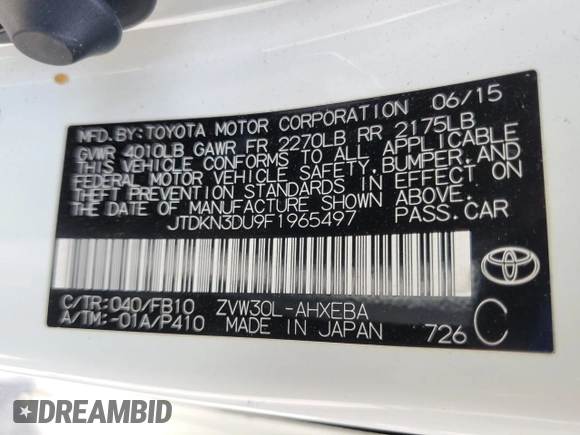 06/15
MFD. BY: TOYOTA MOTOR CORPORATION
GVWR 4010LB GAWR FR 2270LB RR 2175LB
THIS VEHICLE CONFORMS TO ALL APPLICABLE
FEDERAL MOTOR VEHICLE SAFETY, BUMPER, AND
THEFT PREVENTION STANDARDS IN EFFECT ON
THE DATE OF MANUFACTURE SHOWN ABOVE.
JTDKN3DU9F1965497 PASS. CAR
C/TR: 040/FB10 ZVW30L-AHXEBA
A/TM: -01A/P410 MADE IN JAPAN 726 C
TOYOTA
DREAMBID